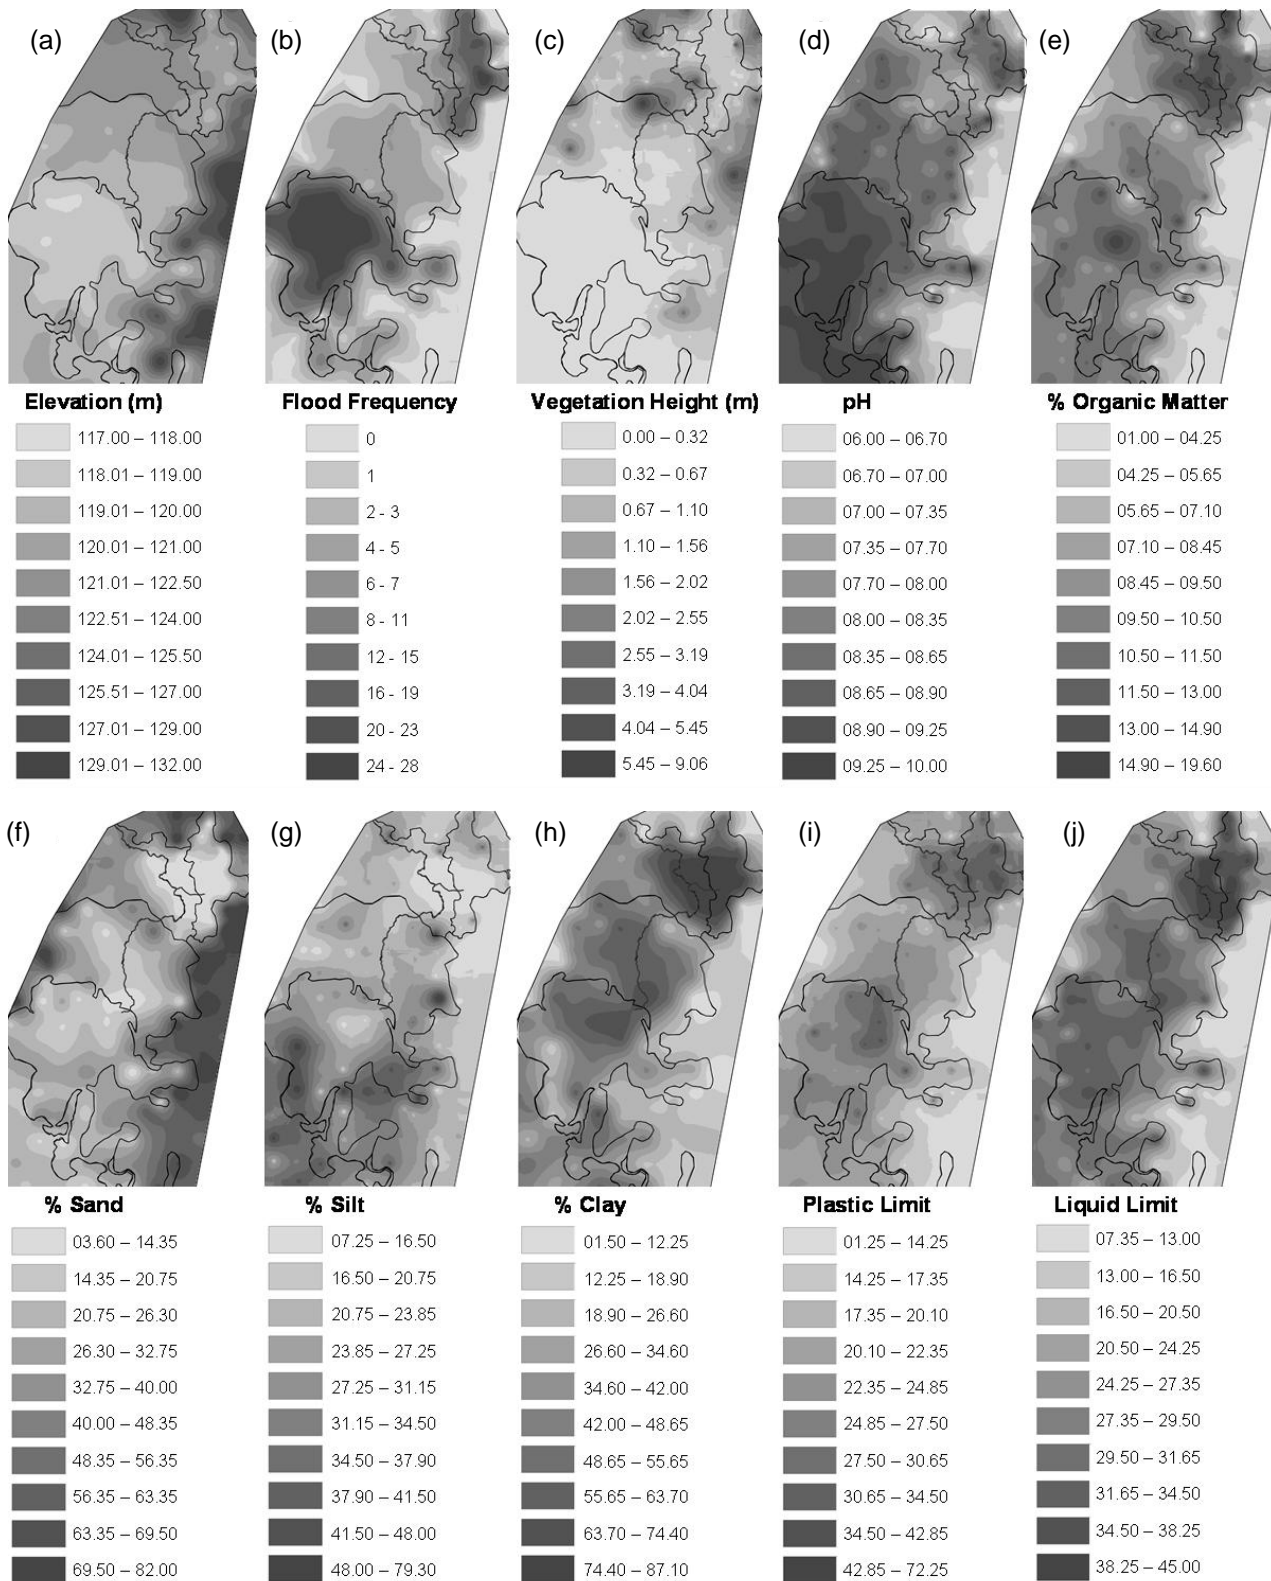 (a) (b) (c) (d) (e)
Elevation (m) Flood Frequency Vegetation Height (m) pH % Organic Matter
117.00 – 118.00 0 0.00 – 0.32 06.00 – 06.70 01.00 – 04.25
118.01 – 119.00 1 0.32 – 0.67 06.70 – 07.00 04.25 – 05.65
119.01 – 120.00 2 - 3 0.67 – 1.10 07.00 – 07.35 05.65 – 07.10
120.01 – 121.00 4 - 5 1.10 – 1.56 07.35 – 07.70 07.10 – 08.45
121.01 – 122.50 6 - 7 1.56 – 2.02 07.70 – 08.00 08.45 – 09.50
122.51 – 124.00 8 - 11 2.02 – 2.55 08.00 – 08.35 09.50 – 10.50
124.01 – 125.50 12 - 15 2.55 – 3.19 08.35 – 08.65 10.50 – 11.50
125.51 – 127.00 16 - 19 3.19 – 4.04 08.65 – 08.90 11.50 – 13.00
127.01 – 129.00 20 - 23 4.04 – 5.45 08.90 – 09.25 13.00 – 14.90
129.01 – 132.00 24 - 28 5.45 – 9.06 09.25 – 10.00 14.90 – 19.60
(f) (g) (h) (i) (j)
% Sand % Silt % Clay Plastic Limit Liquid Limit
03.60 – 14.35 07.25 – 16.50 01.50 – 12.25 01.25 – 14.25 07.35 – 13.00
14.35 – 20.75 16.50 – 20.75 12.25 – 18.90 14.25 – 17.35 13.00 – 16.50
20.75 – 26.30 20.75 – 23.85 18.90 – 26.60 17.35 – 20.10 16.50 – 20.50
26.30 – 32.75 23.85 – 27.25 26.60 – 34.60 20.10 – 22.35 20.50 – 24.25
32.75 – 40.00 27.25 – 31.15 34.60 – 42.00 22.35 – 24.85 24.25 – 27.35
40.00 – 48.35 31.15 – 34.50 42.00 – 48.65 24.85 – 27.50 27.35 – 29.50
48.35 – 56.35 34.50 – 37.90 48.65 – 55.65 27.50 – 30.65 29.50 – 31.65
56.35 – 63.35 37.90 – 41.50 55.65 – 63.70 30.65 – 34.50 31.65 – 34.50
63.35 – 69.50 41.50 – 48.00 63.70 – 74.40 34.50 – 42.85 34.50 – 38.25
69.50 – 82.00 48.00 – 79.30 74.40 – 87.10 42.85 – 72.25 38.25 – 45.00